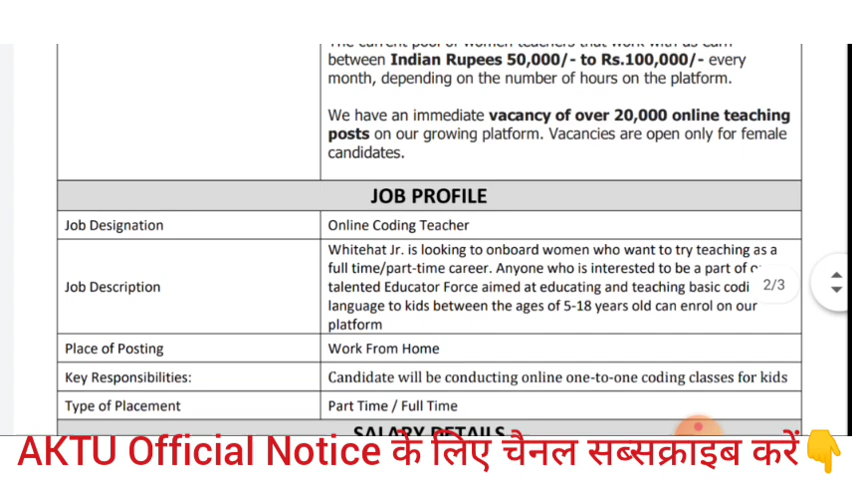 between Indian Rupees 50,000/- to Rs.100,000/- every
month, depending on the number of hours on the platform.
We have an immediate vacancy of over 20,000 online teaching
posts on our growing platform. Vacancies are open only for female
candidates.
JOB PROFILE
Job Designation
Online Coding Teacher
Job Description
Whitehat Jr. is looking to onboard women who want to try teaching as a
full time/part-time career. Anyone who is interested to be a part of
talented Educator Force aimed at educating and teaching basic
language to kids between the ages of 5-18 years old can enrol on our
platform
2/3
Place of Posting
Work From Home
Key Responsibilities:
Candidate will be conducting online one-to-one coding classes for kids
Type of Placement
Part Time / Full Time
SALARY DETAILS
AKTU Official Notice के लिए चैनल सब्सक्राइब करें👇